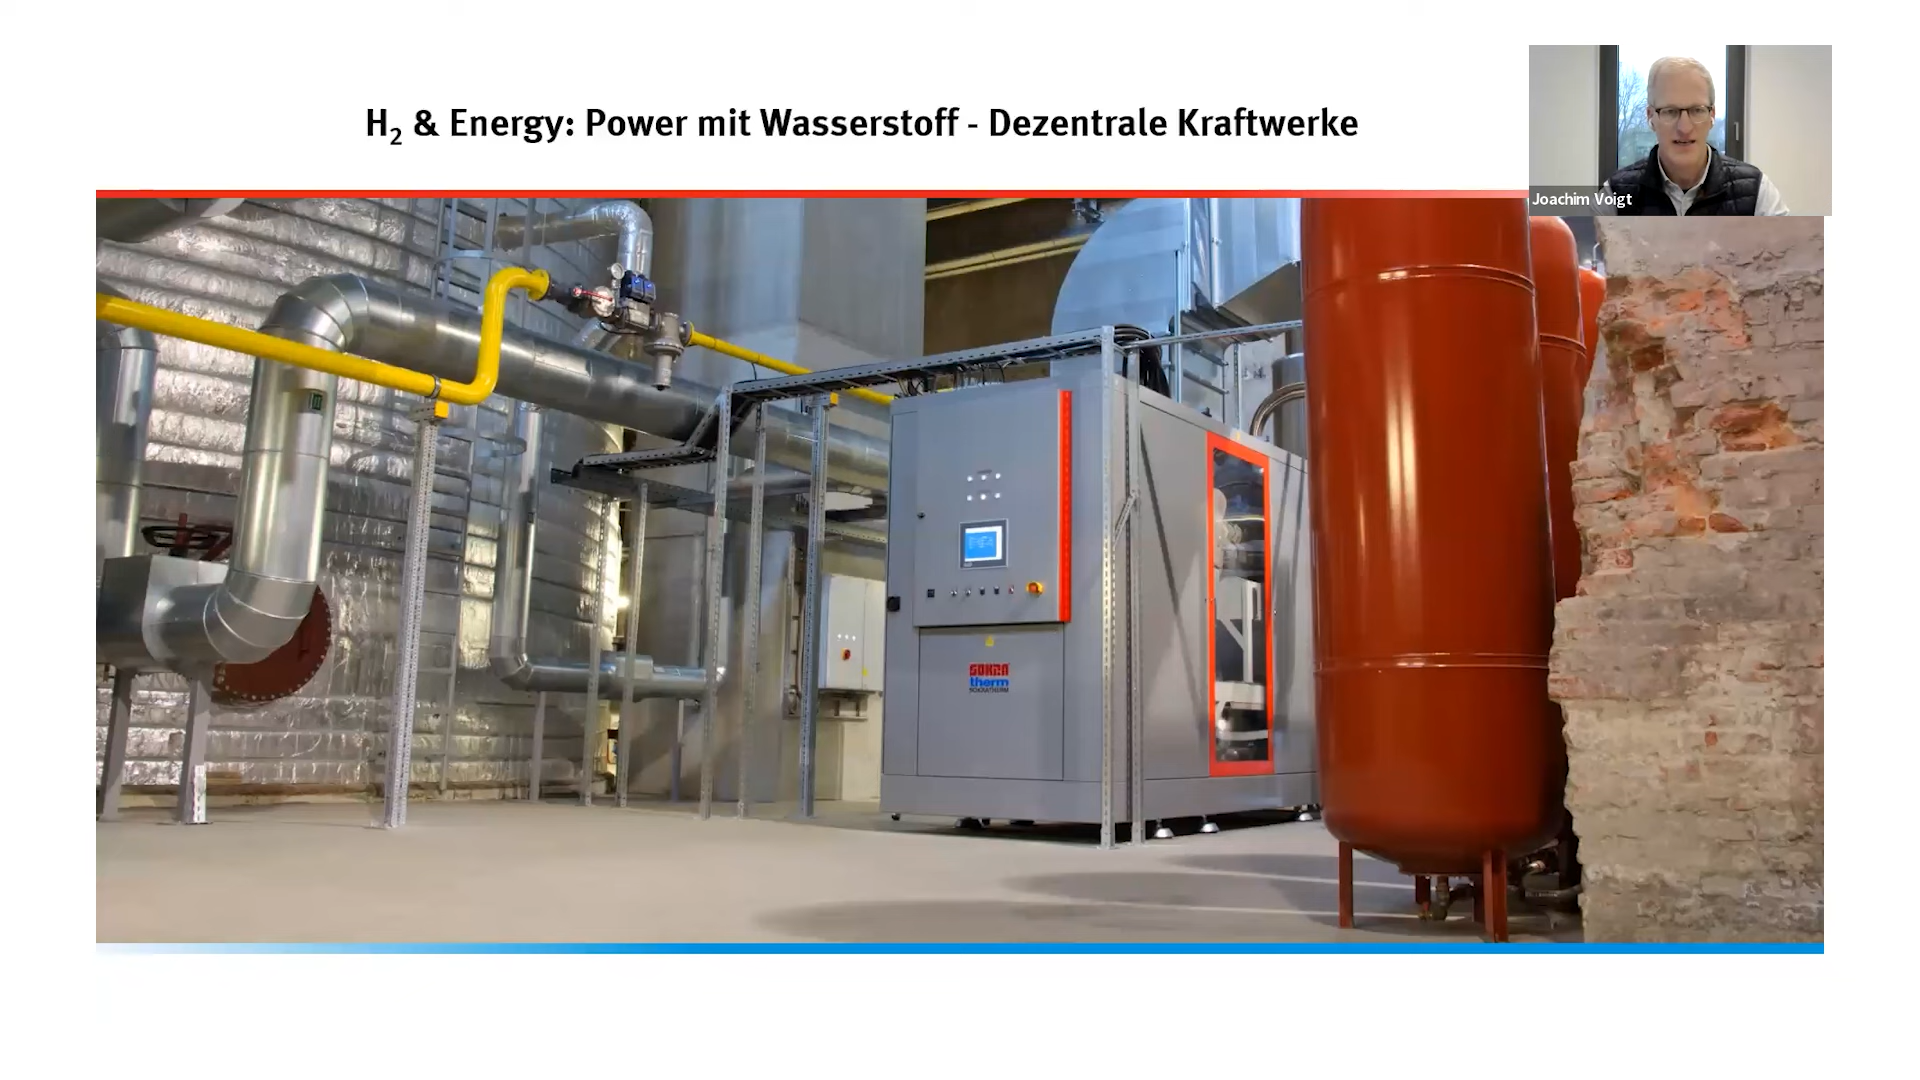 H₂ & Energy: Power mit Wasserstoff - Dezentrale Kraftwerke
Joachim Voigt
SOKRA
therm